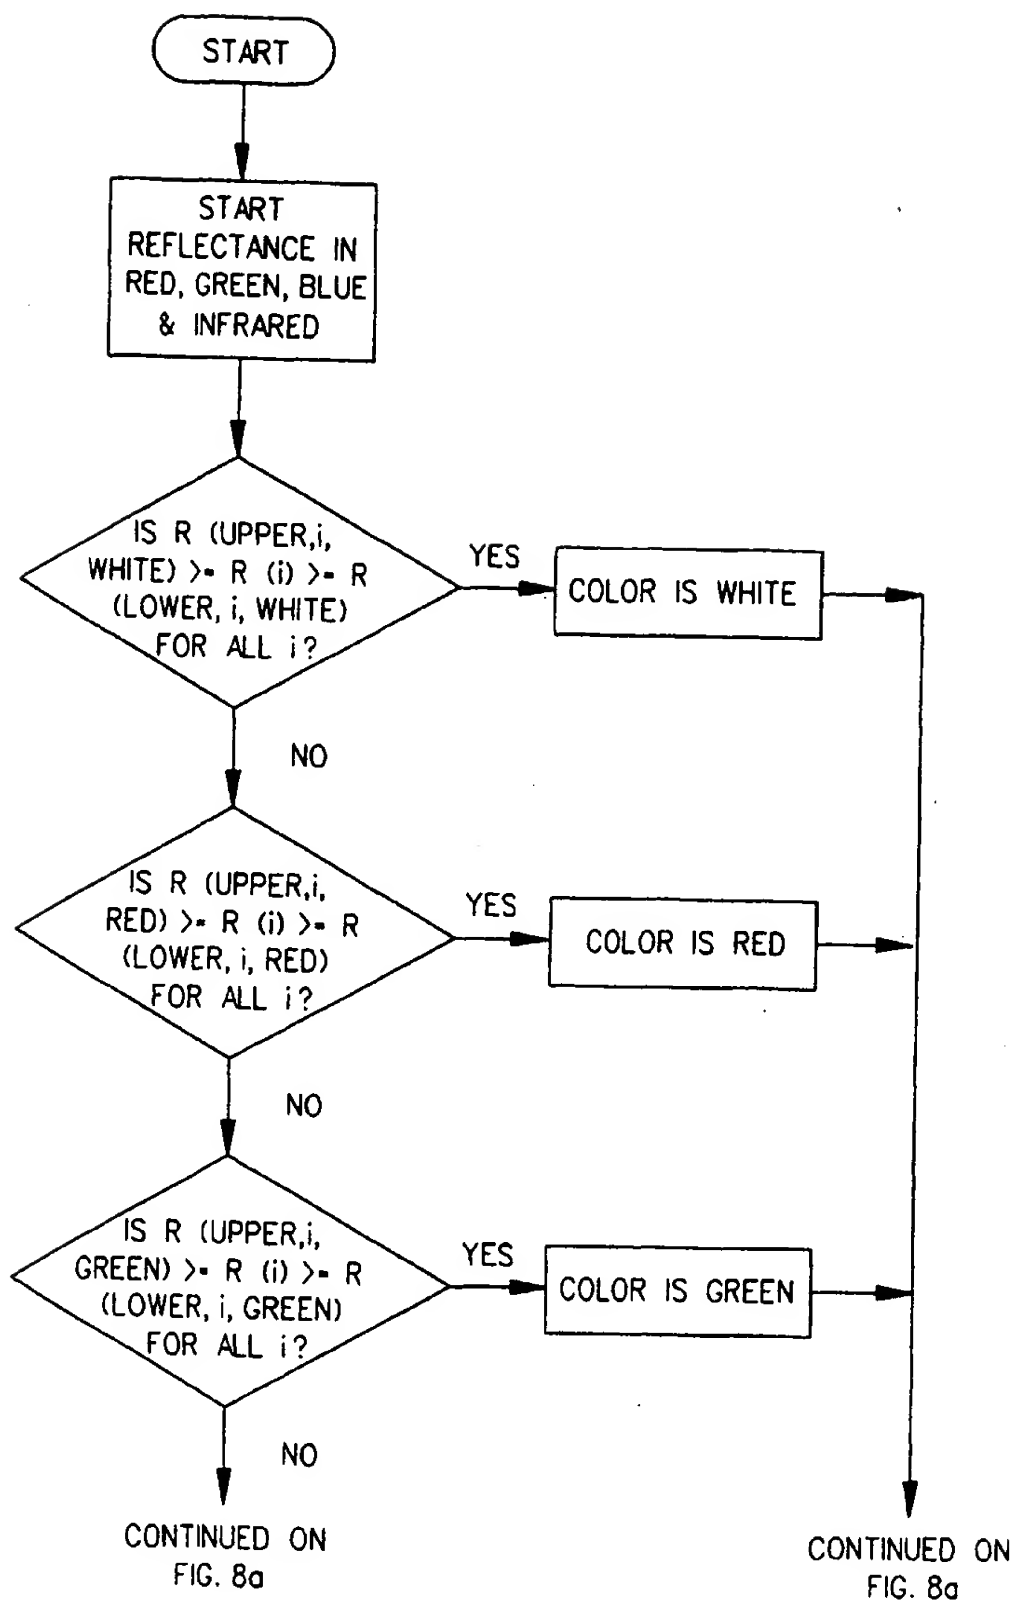 START
START
REFLECTANCE IN
RED, GREEN, BLUE
& INFRARED
IS R (UPPER,i,
WHITE) >= R (i) >= R
(LOWER, i, WHITE)
FOR ALL i?
YES
COLOR IS WHITE
NO
IS R (UPPER,i,
RED) >= R (i) >= R
(LOWER, i, RED)
FOR ALL i?
YES
COLOR IS RED
NO
IS R (UPPER,i,
GREEN) >= R (i) >= R
(LOWER, i, GREEN)
FOR ALL i?
YES
COLOR IS GREEN
NO
CONTINUED ON
FIG. 8a
CONTINUED ON
FIG. 8a